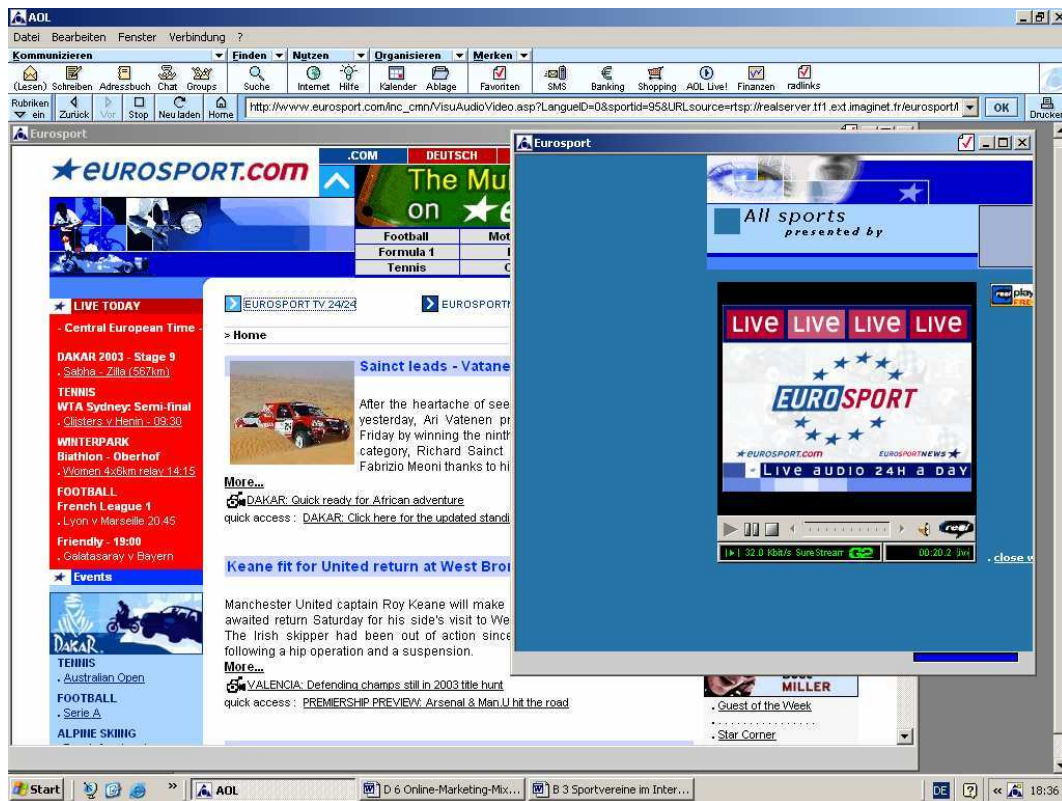 AOL
Datei Bearbeiten Fenster Verbindung ?
Kommunizieren Finden Nutzen Organisieren Merken
(Lesen) Schreiben Adressbuch Chat Groups Suche Internet Hilfe Kalender Ablage Favoriten SMS Banking Shopping AOL Live! Finanzen radlinks
Rubriken ein Zurück Vor Stop Neu laden Home http://www.eurosport.com/inc_cmn/VisuAudioVideo.asp?LangueID=0&sportid=95&URLsource=rtsp://realserver.tf1.ext.imaginet.fr/eurosport/ OK Drucken
Eurosport
eurosport.com
.COM DEUTSCH
The
on
Football
Formula 1
Tennis
LIVE TODAY
- Central European Time -
DAKAR 2003 - Stage 9
. Sabha - Zilla (567km)
TENNIS
WTA Sydney: Semi-final
. Clijsters v Henin - 09:30
WINTERPARK
Biathlon - Oberhof
. Women 4x6km relay 14:15
FOOTBALL
French League 1
. Lyon v Marseille 20.45
Friendly - 19:00
. Galatasaray v Bayern
Events
DAKAR
TENNIS
. Australian Open
FOOTBALL
. Serie A
ALPINE SKIING
EUROSPORT TV 24/24
> Home
Sainct leads -
After the heartache of
yesterday, Ari Vatenen
Friday by winning the
category, Richard Sainct
Fabrizio Meoni thanks to
More...
DAKAR: Quick ready for African adventure
quick access : DAKAR: Click here for the updated
Keane fit for United return at West
Manchester United captain Roy Keane will make
awaited return Saturday for his side's visit to
The Irish skipper had been out of action since
following a hip operation and a suspension.
More...
VALENCIA: Defending champs still in 2003 title hunt
quick access : PREMIERSHIP PREVIEW: Arsenal & Man.U hit the road
Eurosport
All sports
presented by
real play
FREE
LIVE LIVE LIVE LIVE
EUROSPORT
eurosport.com EUROSPORTNEWS
- LIVE AUDIO 24H A DAY
real
32.0 Kbit/s SureStream G2 00:20.2
. close
MILLER
. Guest of the Week
. Star Corner
Start » AOL D 6 Online-Marketing-Mix... B 3 Sportvereine im Inter... DE ? « 18:36